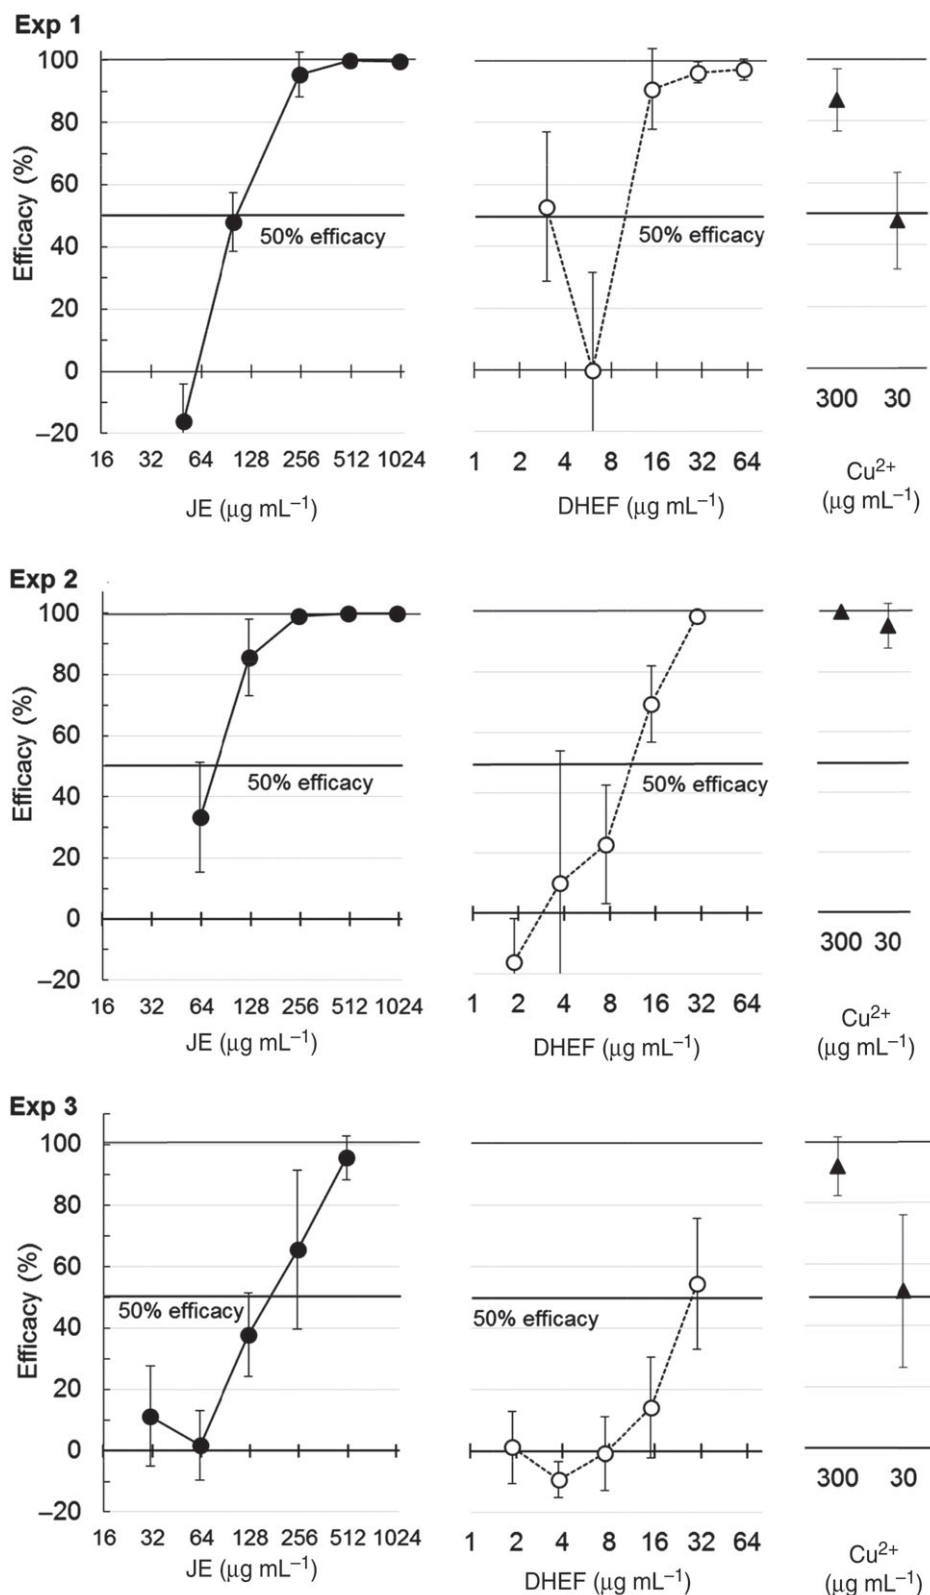 Exp 1
100
80
60
40
20
0
–20
Efficacy (%)
50% efficacy
16 32 64 128 256 512 1024
JE (μg mL–1)
50% efficacy
1 2 4 8 16 32 64
DHEF (μg mL–1)
300 30
Cu2+
(μg mL–1)
Exp 2
100
80
60
40
20
0
–20
Efficacy (%)
50% efficacy
16 32 64 128 256 512 1024
JE (μg mL–1)
50% efficacy
1 2 4 8 16 32 64
DHEF (μg mL–1)
300 30
Cu2+
(μg mL–1)
Exp 3
100
80
60
40
20
0
–20
Efficacy (%)
50% efficacy
16 32 64 128 256 512 1024
JE (μg mL–1)
50% efficacy
1 2 4 8 16 32 64
DHEF (μg mL–1)
300 30
Cu2+
(μg mL–1)